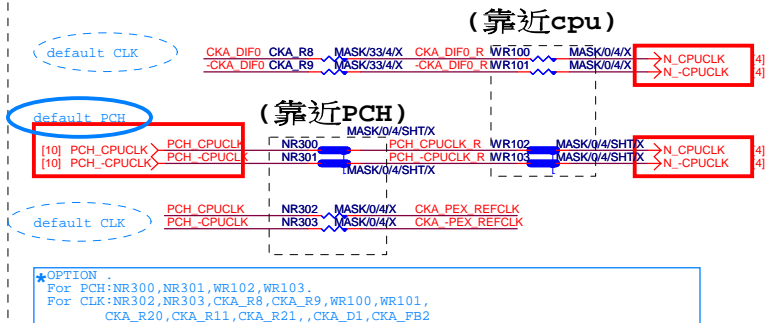 (靠近cpu)
default CLK
CKA_DIF0 CKA_R8 MASK/33/4/X CKA_DIF0_R WR100 MASK/0/4/X N_CPUCLK [4]
-CKA_DIF0 CKA_R9 MASK/33/4/X -CKA_DIF0_R WR101 MASK/0/4/X N_-CPUCLK [4]
default PCH
(靠近PCH)
MASK/0/4/SHT/X
[10] PCH_CPUCLK PCH_CPUCLK NR300 PCH_CPUCLK_R WR102 MASK/0/4/SHT/X N_CPUCLK [4]
[10] PCH_-CPUCLK PCH_-CPUCLK NR301 PCH_-CPUCLK_R WR103 MASK/0/4/SHT/X N_-CPUCLK [4]
MASK/0/4/SHT/X
default CLK
PCH_CPUCLK NR302 MASK/0/4/X CKA_PEX_REFCLK
PCH_-CPUCLK NR303 MASK/0/4/X CKA_-PEX_REFCLK
*OPTION .
For PCH:NR300,NR301,WR102,WR103.
For CLK:NR302,NR303,CKA_R8,CKA_R9,WR100,WR101,
CKA_R20,CKA_R11,CKA_R21,,CKA_D1,CKA_FB2